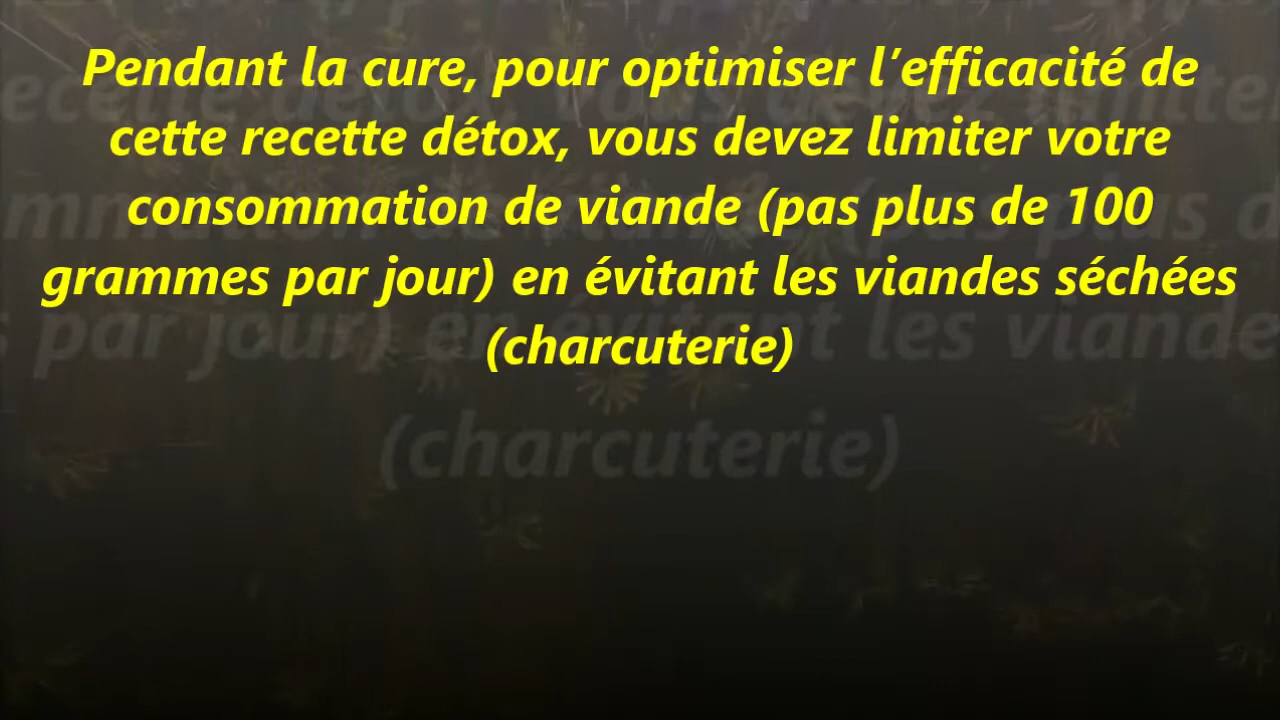 Pendant la cure, pour optimiser l'efficacité de
cette recette détox, vous devez limiter votre
consommation de viande (pas plus de 100
grammes par jour) en évitant les viandes séchées
(charcuterie)